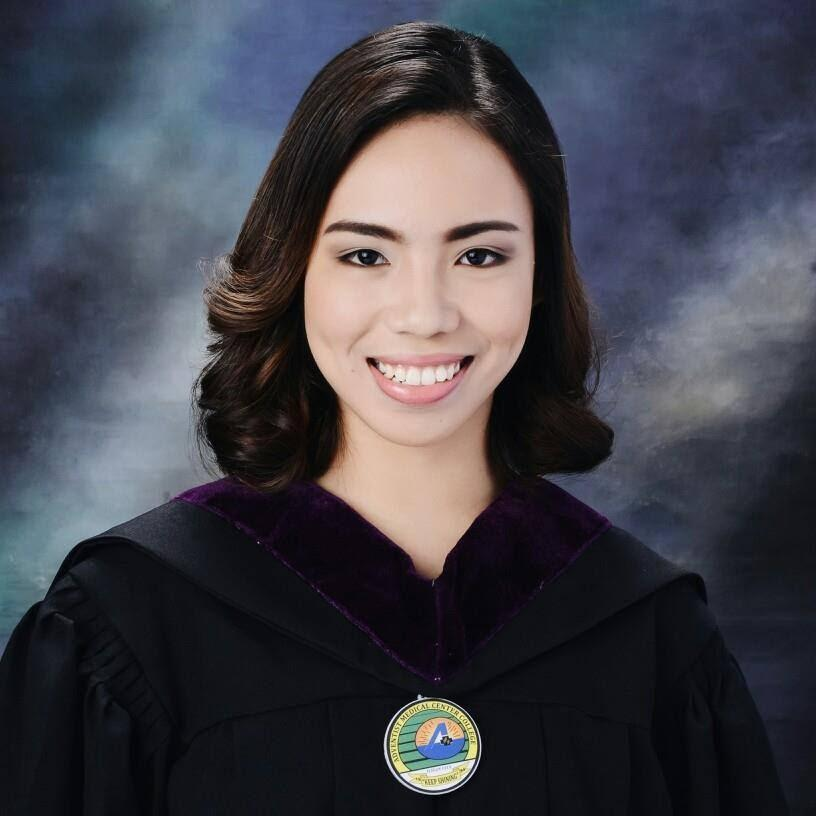 ADVENTIST MEDICAL CENTER COLLEGE
"KEEP SHINING"